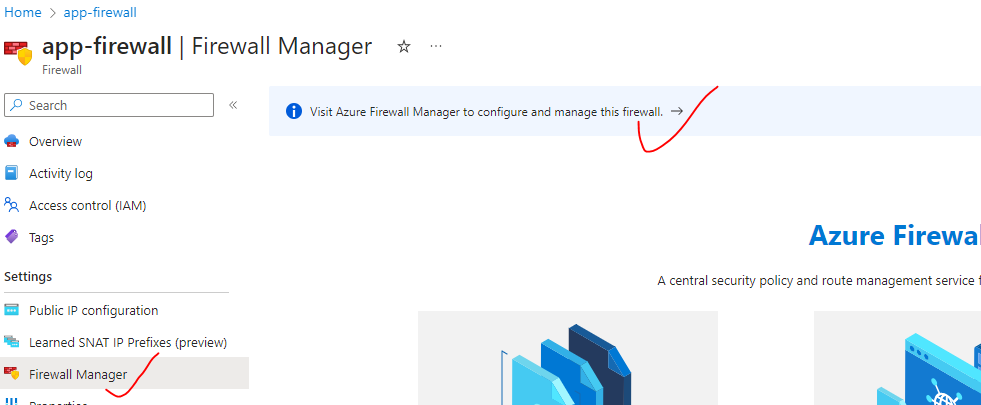 Home > app-firewall
app-firewall | Firewall Manager
Firewall
Search
Visit Azure Firewall Manager to configure and manage this firewall. →
Overview
Activity log
Access control (IAM)
Tags
Azure Firewal
Settings
A central security policy and route management service f
Public IP configuration
Learned SNAT IP Prefixes (preview)
Firewall Manager
Properties